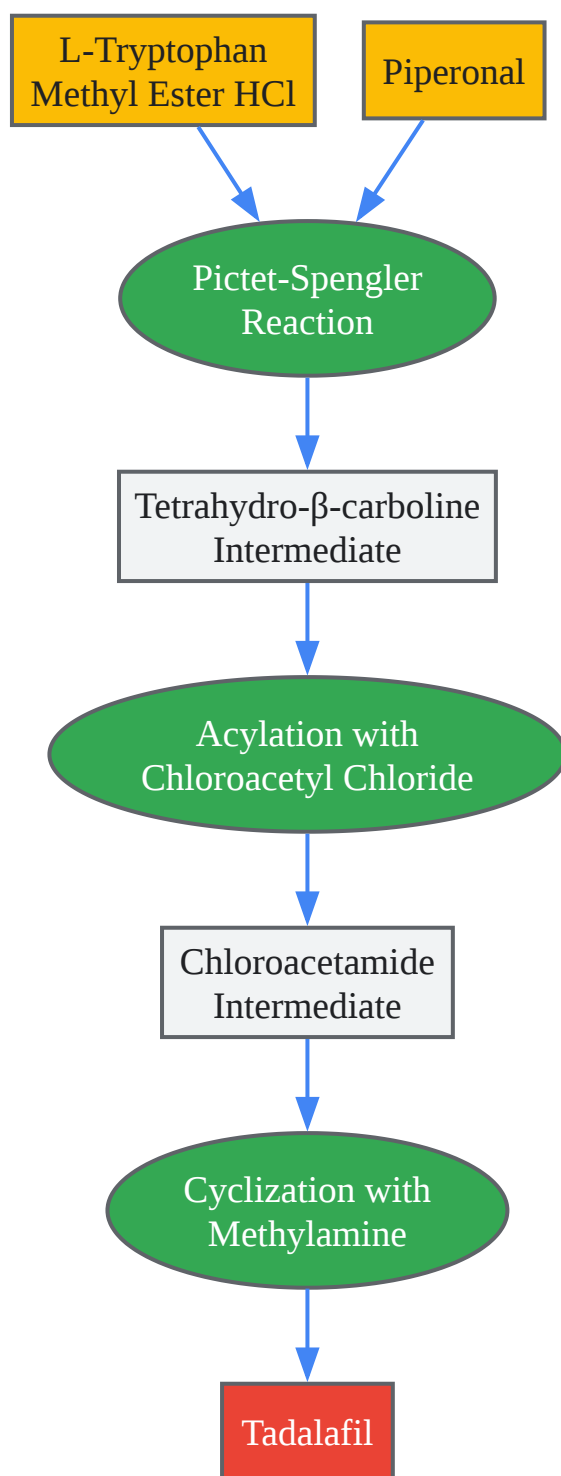 L-Tryptophan
Methyl Ester HCl
Piperonal
Pictet-Spengler
Reaction
Tetrahydro-β-carboline
Intermediate
Acylation with
Chloroacetyl Chloride
Chloroacetamide
Intermediate
Cyclization with
Methylamine
Tadalafil